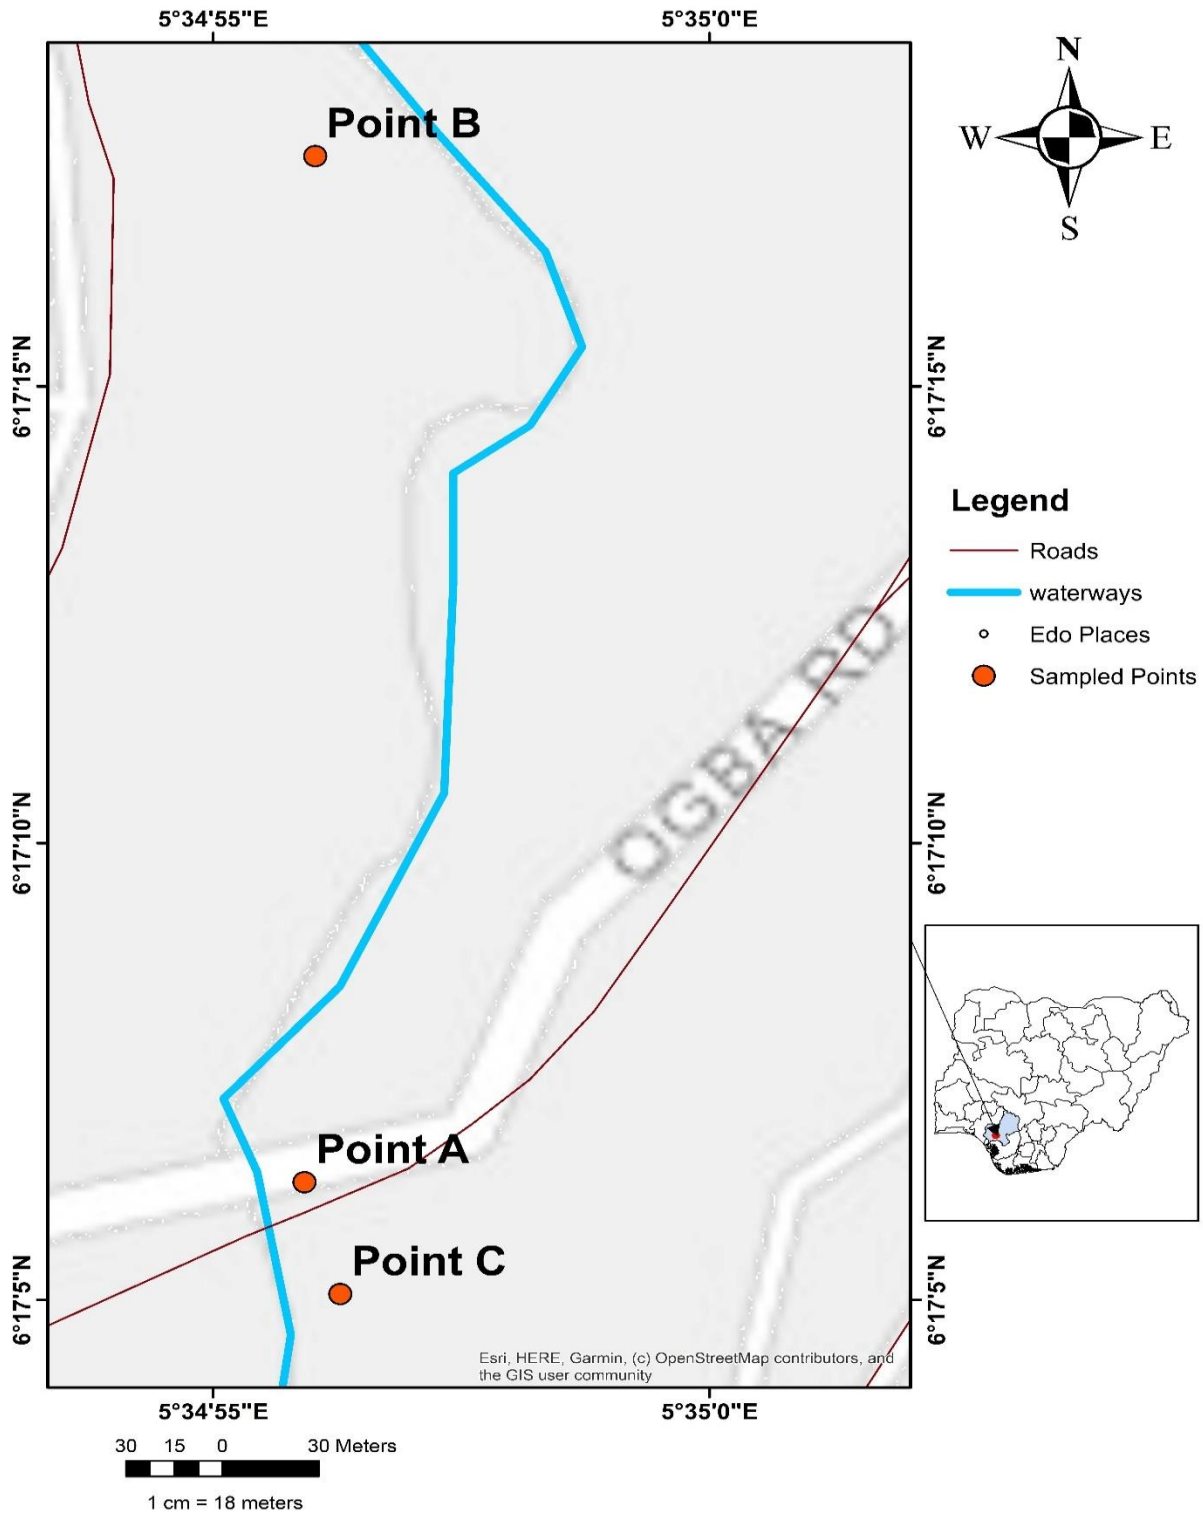 5°34'55"E 5°35'0"E
N
W E
S
Point B
6°17'15"N 6°17'15"N
Legend
Roads
waterways
Edo Places
Sampled Points
OGBA RD
6°17'10"N 6°17'10"N
Point A
Point C
6°17'5"N 6°17'5"N
Esri, HERE, Garmin, (c) OpenStreetMap contributors, and
the GIS user community
5°34'55"E 5°35'0"E
30 15 0 30 Meters
1 cm = 18 meters